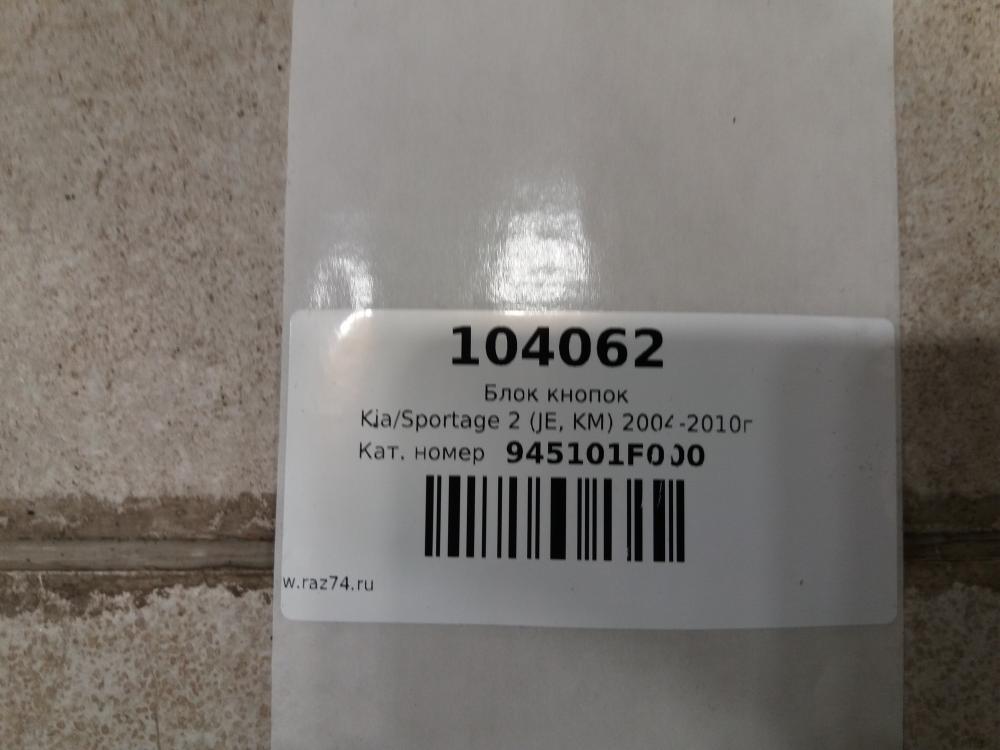 104062
Блок кнопок
Kia/Sportage 2 (JE, KM) 2004-2010г
Кат. номер 945101F000
w.raz74.ru